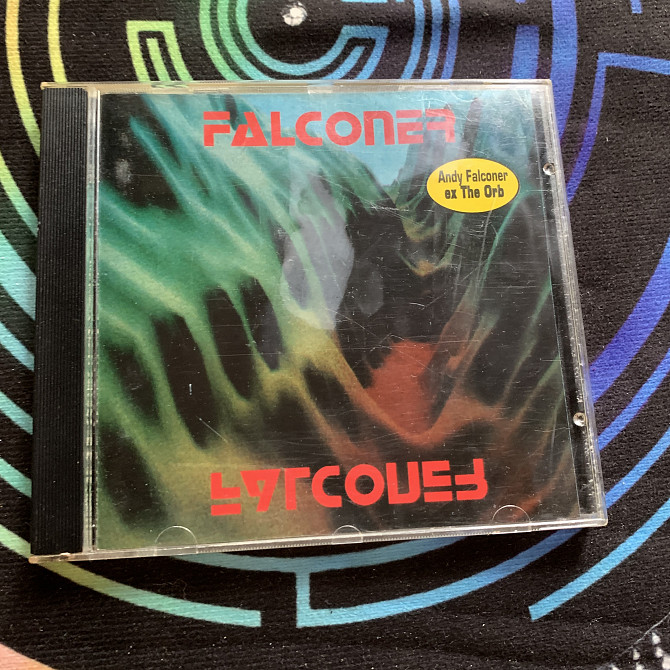 FALCONER
Andy Falconer
ex The Orb
FALCONER